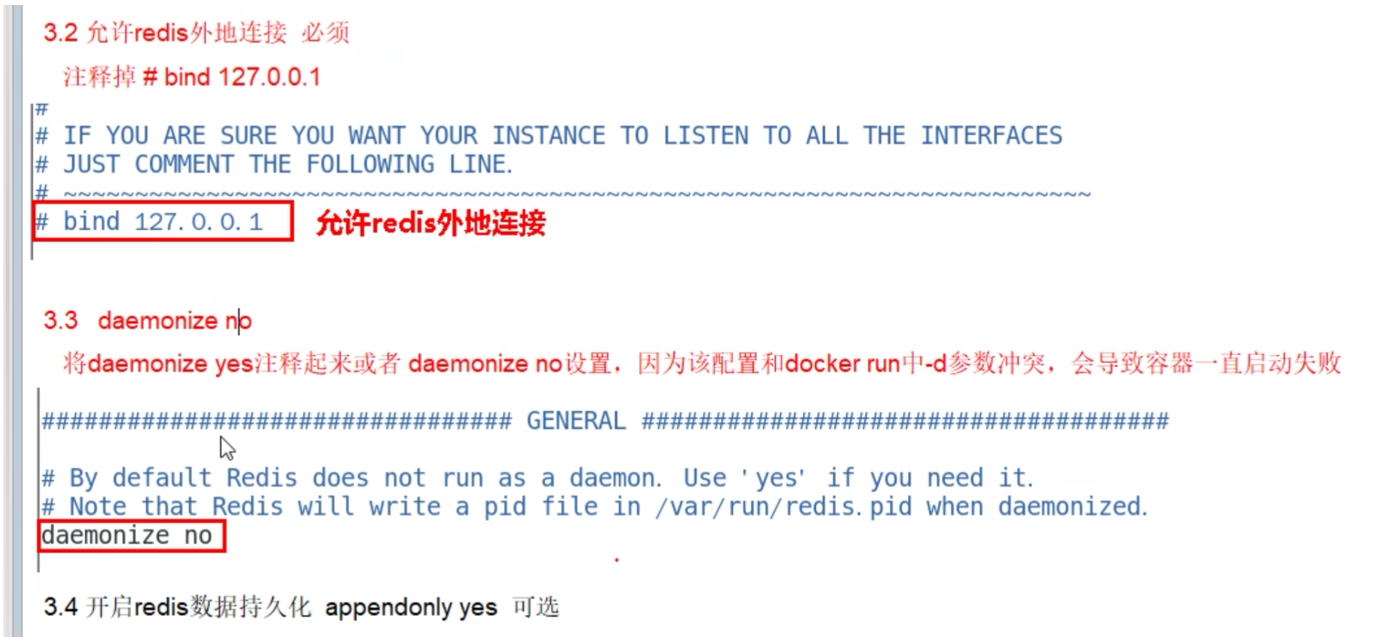 3.2 允许redis外地连接 必须
注释掉 # bind 127.0.0.1
#
# IF YOU ARE SURE YOU WANT YOUR INSTANCE TO LISTEN TO ALL THE INTERFACES
# JUST COMMENT THE FOLLOWING LINE.
# ~~~~~~~~~~~~~~~~~~~~~~~~~~~~~~~~~~~~~~~~~~~~~~~~~~~~~~~~~~~~~~~~~~~~~~~~
# bind 127.0.0.1 允许redis外地连接
3.3 daemonize no
将daemonize yes注释起来或者 daemonize no设置，因为该配置和docker run中-d参数冲突，会导致容器一直启动失败
################################# GENERAL #####################################
# By default Redis does not run as a daemon. Use 'yes' if you need it.
# Note that Redis will write a pid file in /var/run/redis.pid when daemonized.
daemonize no
3.4 开启redis数据持久化 appendonly yes 可选